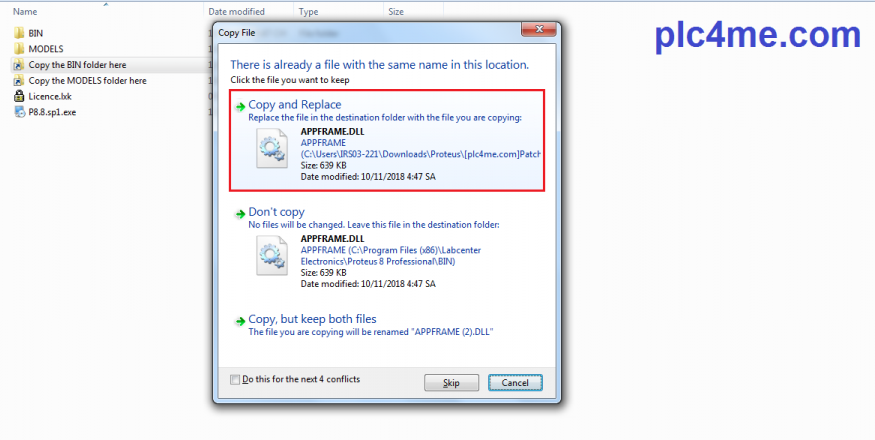 Name Date modified Type Size
plc4me.com
BIN
MODELS
Copy the BIN folder here
Copy the MODELS folder here
Licence.lxk
P8.8.sp1.exe
Copy File
There is already a file with the same name in this location.
Click the file you want to keep
Copy and Replace
Replace the file in the destination folder with the file you are copying:
APPFRAME.DLL
APPFRAME
(C:\Users\IRS03-221\Downloads\Proteus\[plc4me.com]Patch
Size: 639 KB
Date modified: 10/11/2018 4:47 SA
Don't copy
No files will be changed. Leave this file in the destination folder:
APPFRAME.DLL
APPFRAME (C:\Program Files (x86)\Labcenter
Electronics\Proteus 8 Professional\BIN)
Size: 639 KB
Date modified: 10/11/2018 4:47 SA
Copy, but keep both files
The file you are copying will be renamed "APPFRAME (2).DLL"
Do this for the next 4 conflicts
Skip
Cancel